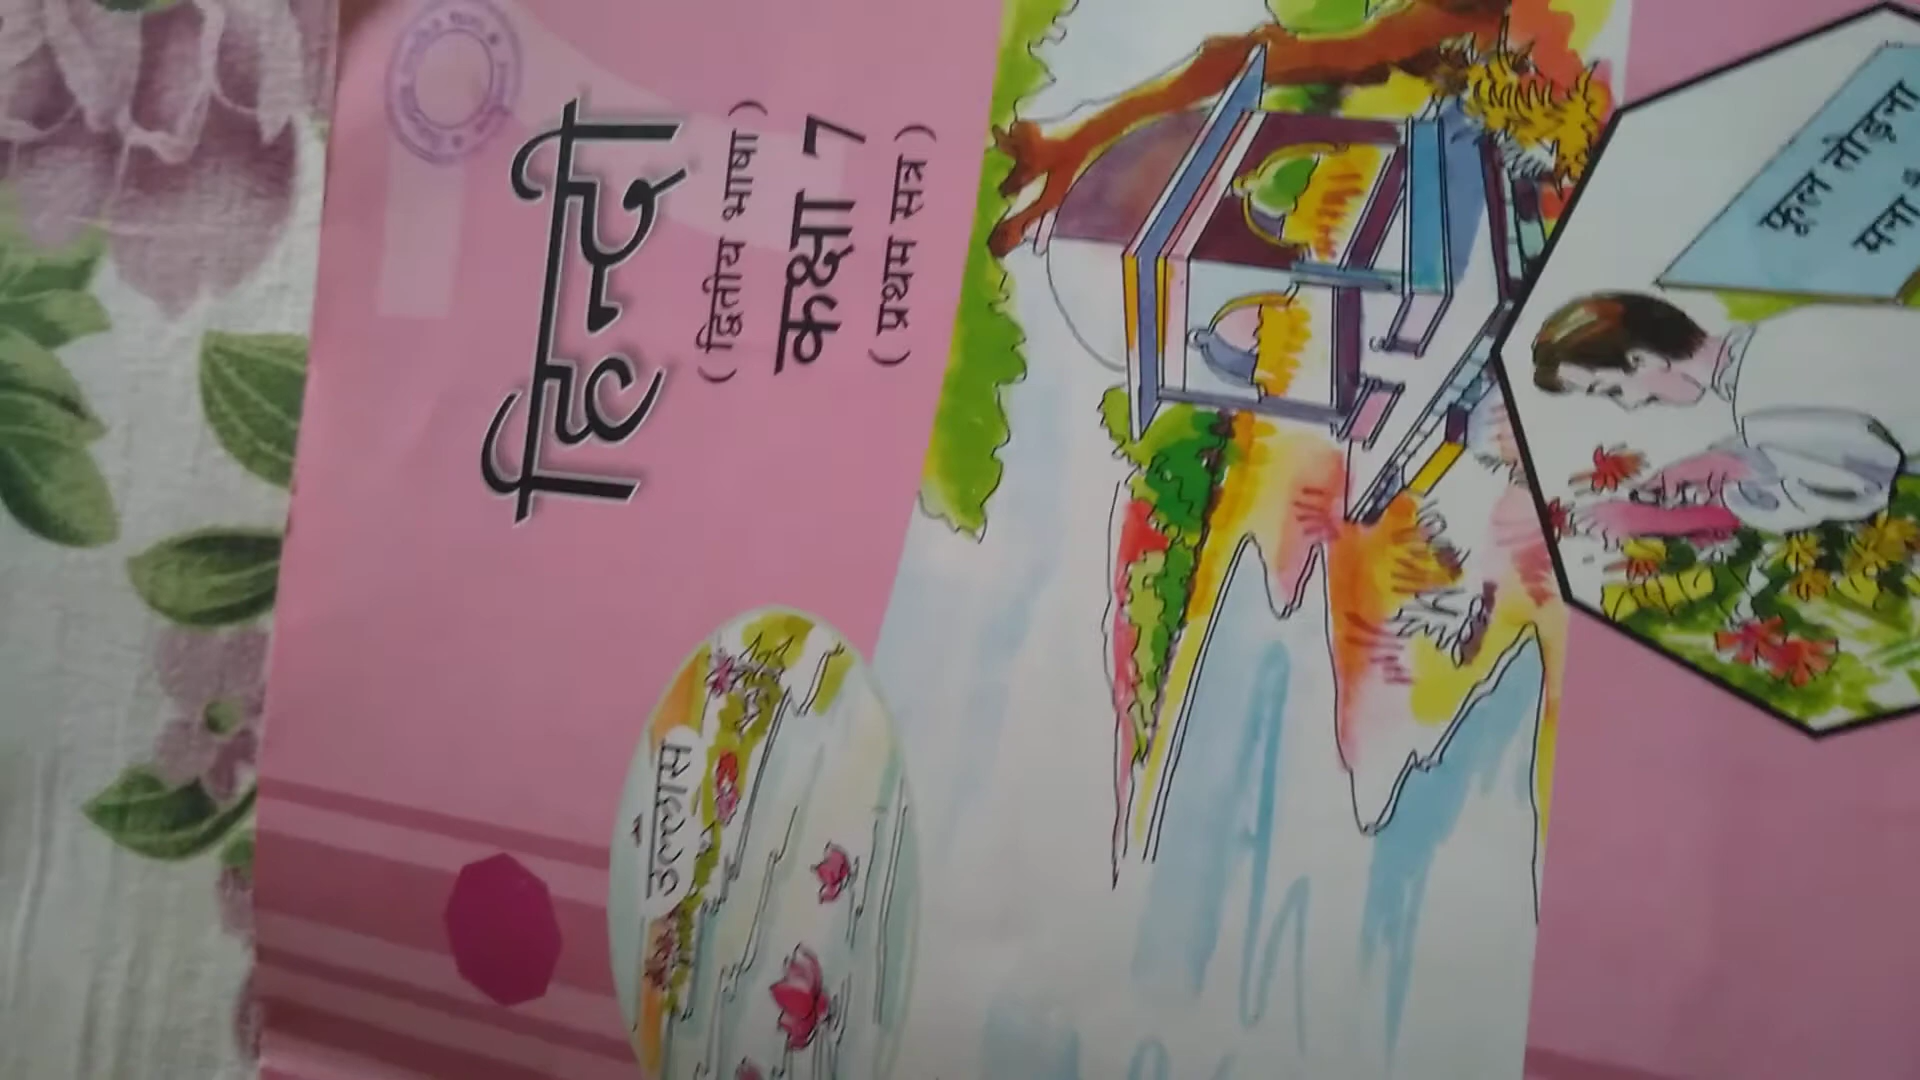 हिन्दी
( द्वितीय भाषा )
कक्षा 7
( प्रथम सत्र )
उल्लास
फूल तोड़ना
मना है